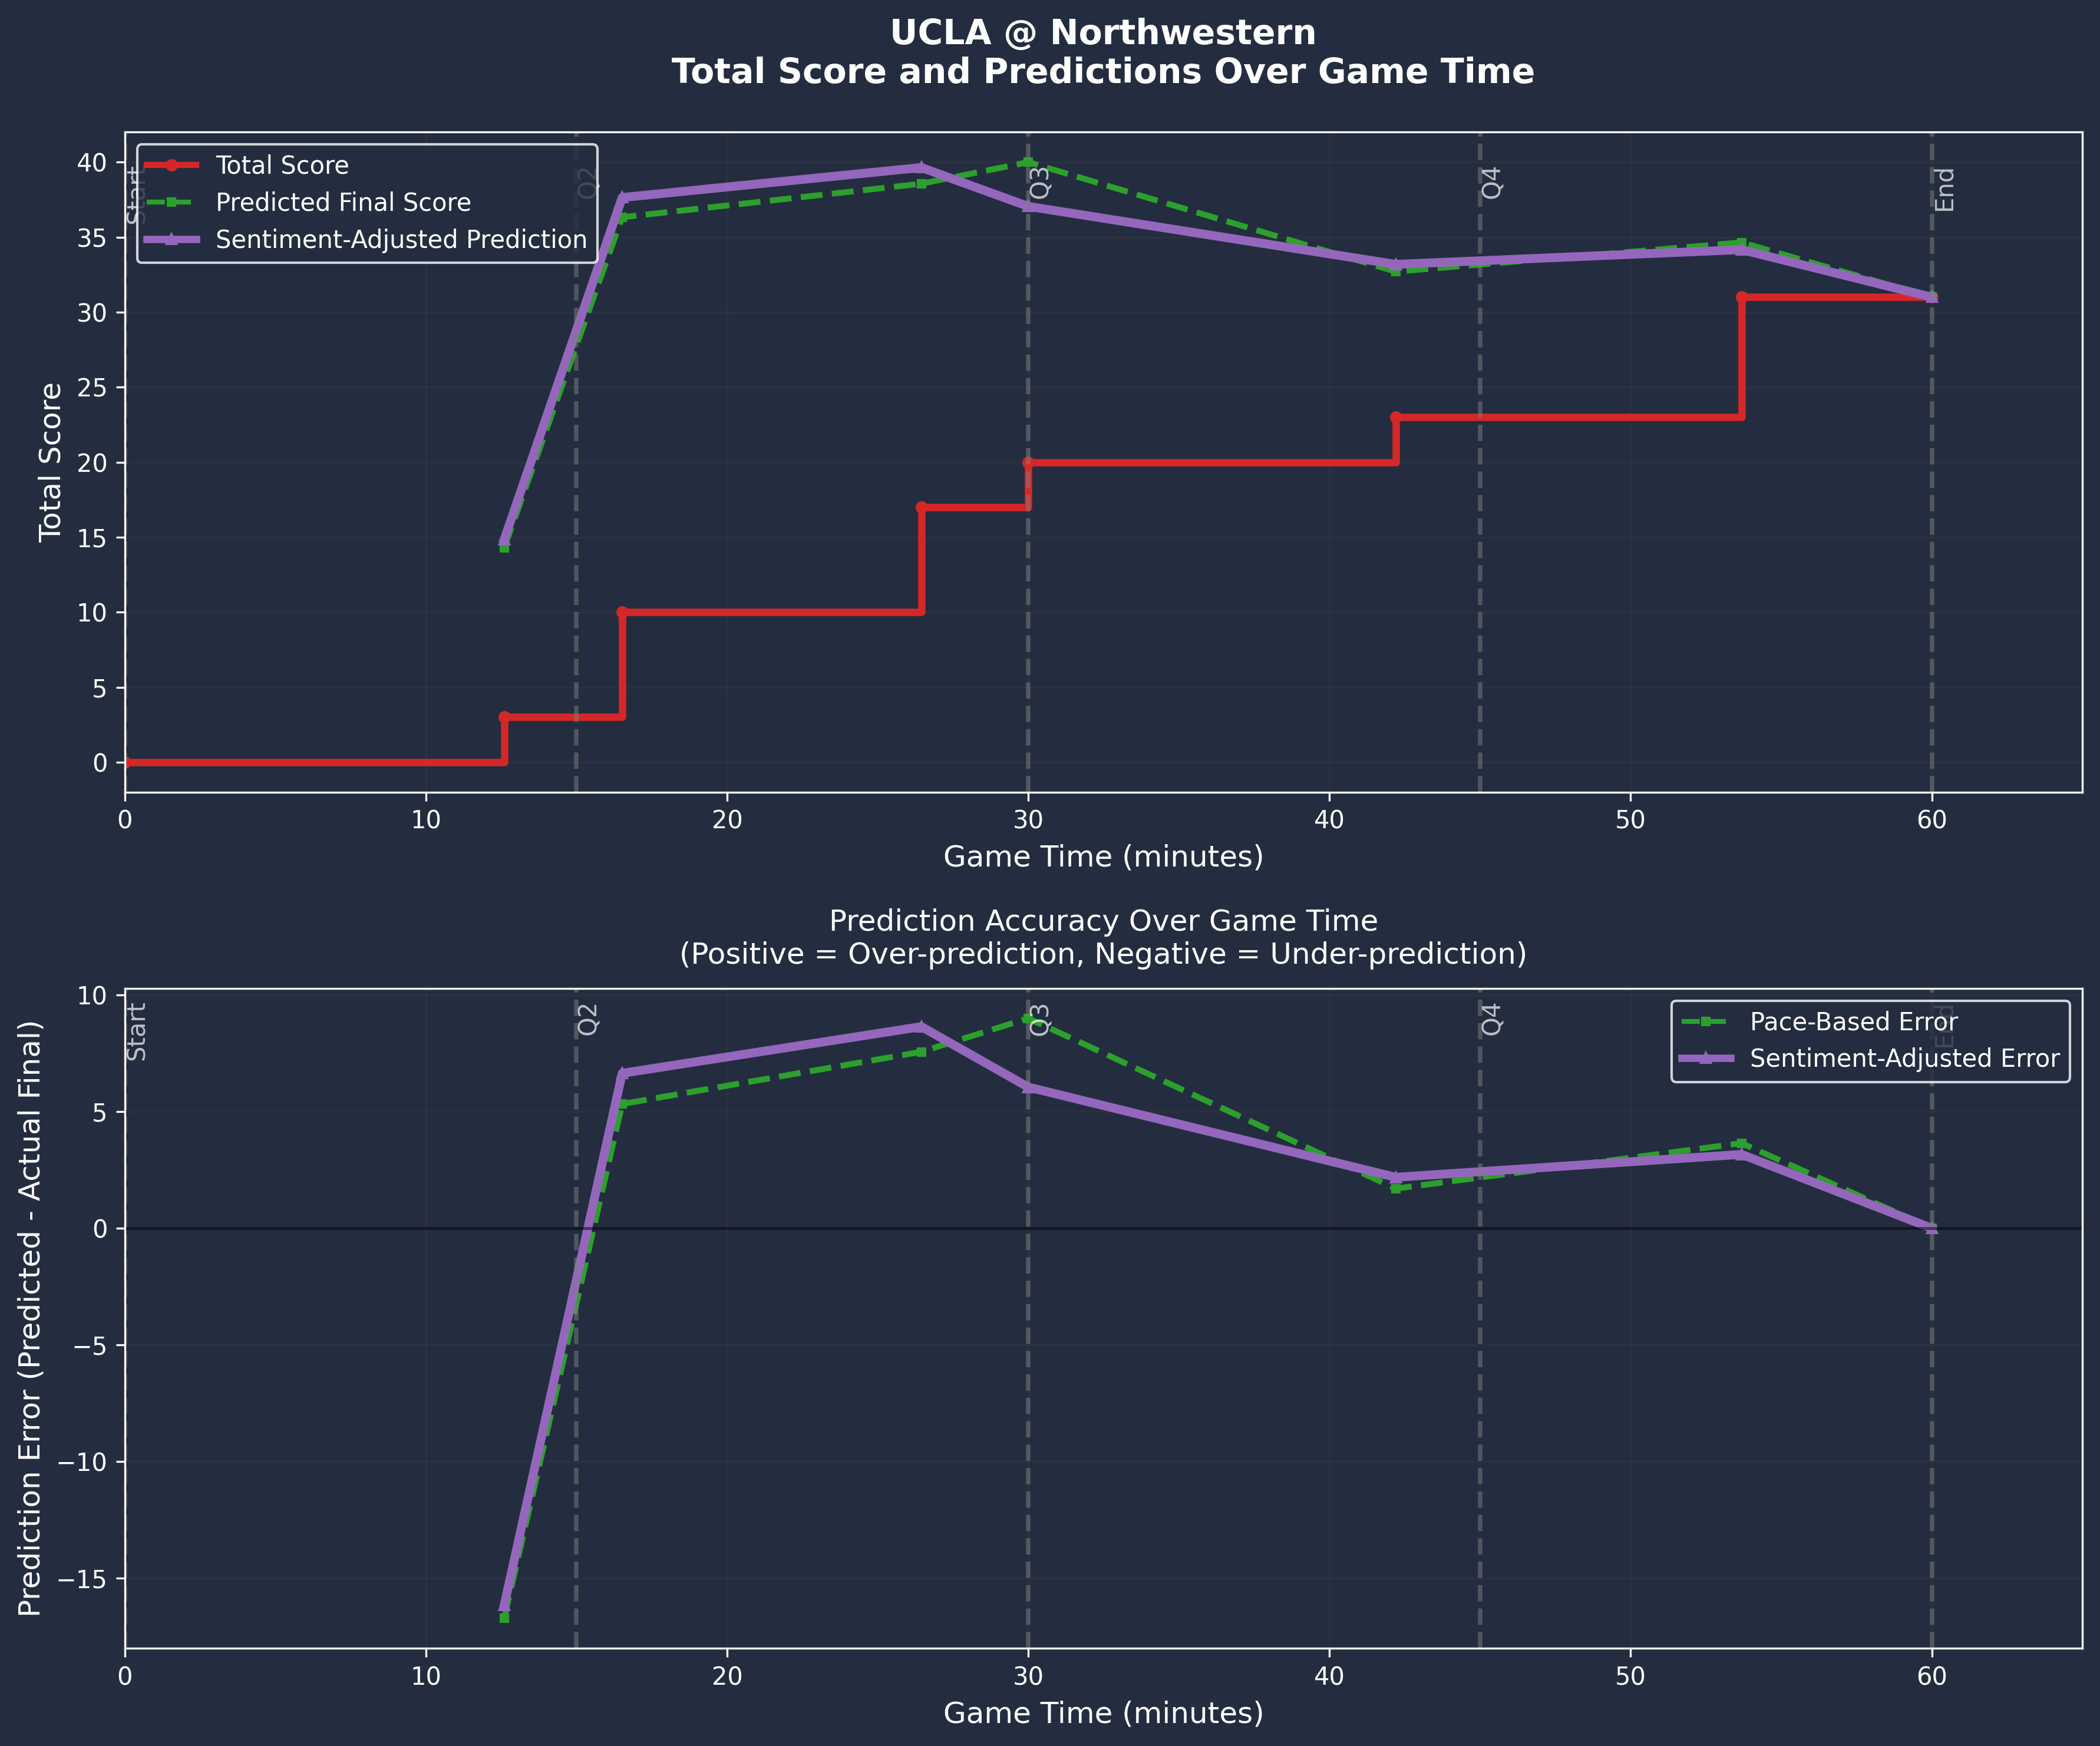 UCLA @ Northwestern
Total Score and Predictions Over Game Time
Total Score
Predicted Final Score
Sentiment-Adjusted Prediction
Start
Q2
Q3
Q4
End
40
35
30
25
20
15
10
5
0
Total Score
0
10
20
30
40
50
60
Game Time (minutes)
Prediction Accuracy Over Game Time
(Positive = Over-prediction, Negative = Under-prediction)
Start
Q2
Q3
Q4
End
Pace-Based Error
Sentiment-Adjusted Error
10
5
0
−5
−10
−15
Prediction Error (Predicted - Actual Final)
0
10
20
30
40
50
60
Game Time (minutes)